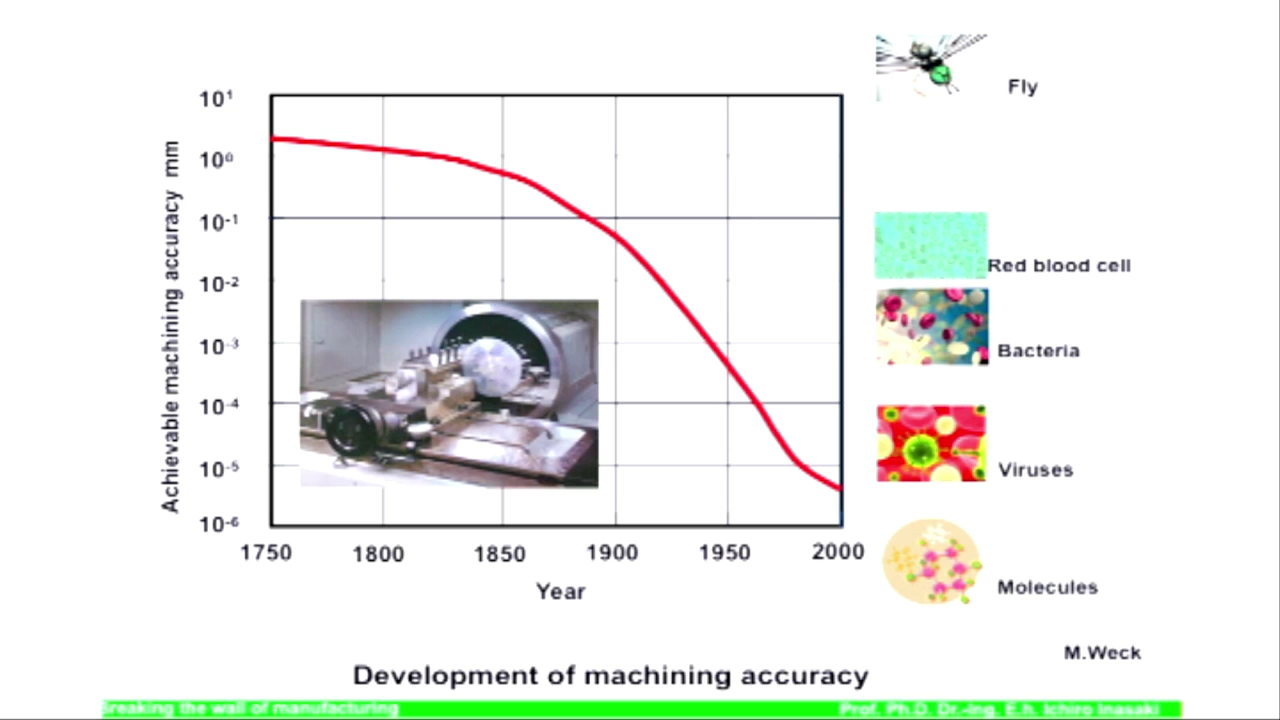 Fly
10¹
10⁰
10⁻¹
10⁻²
10⁻³
10⁻⁴
10⁻⁵
10⁻⁶
Achievable machining accuracy mm
1750 1800 1850 1900 1950 2000
Year
Red blood cell
Bacteria
Viruses
Molecules
M.Weck
Development of machining accuracy
Breaking the wall of manufacturing
Prof. Ph.D. Dr.-Ing. E.h. Ichiro Inasaki